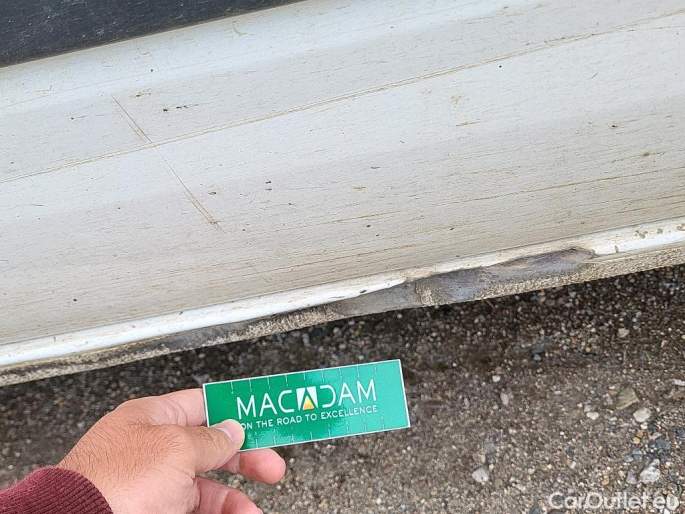 MACADAM
ON THE ROAD TO EXCELLENCE
CarOutlet.eu